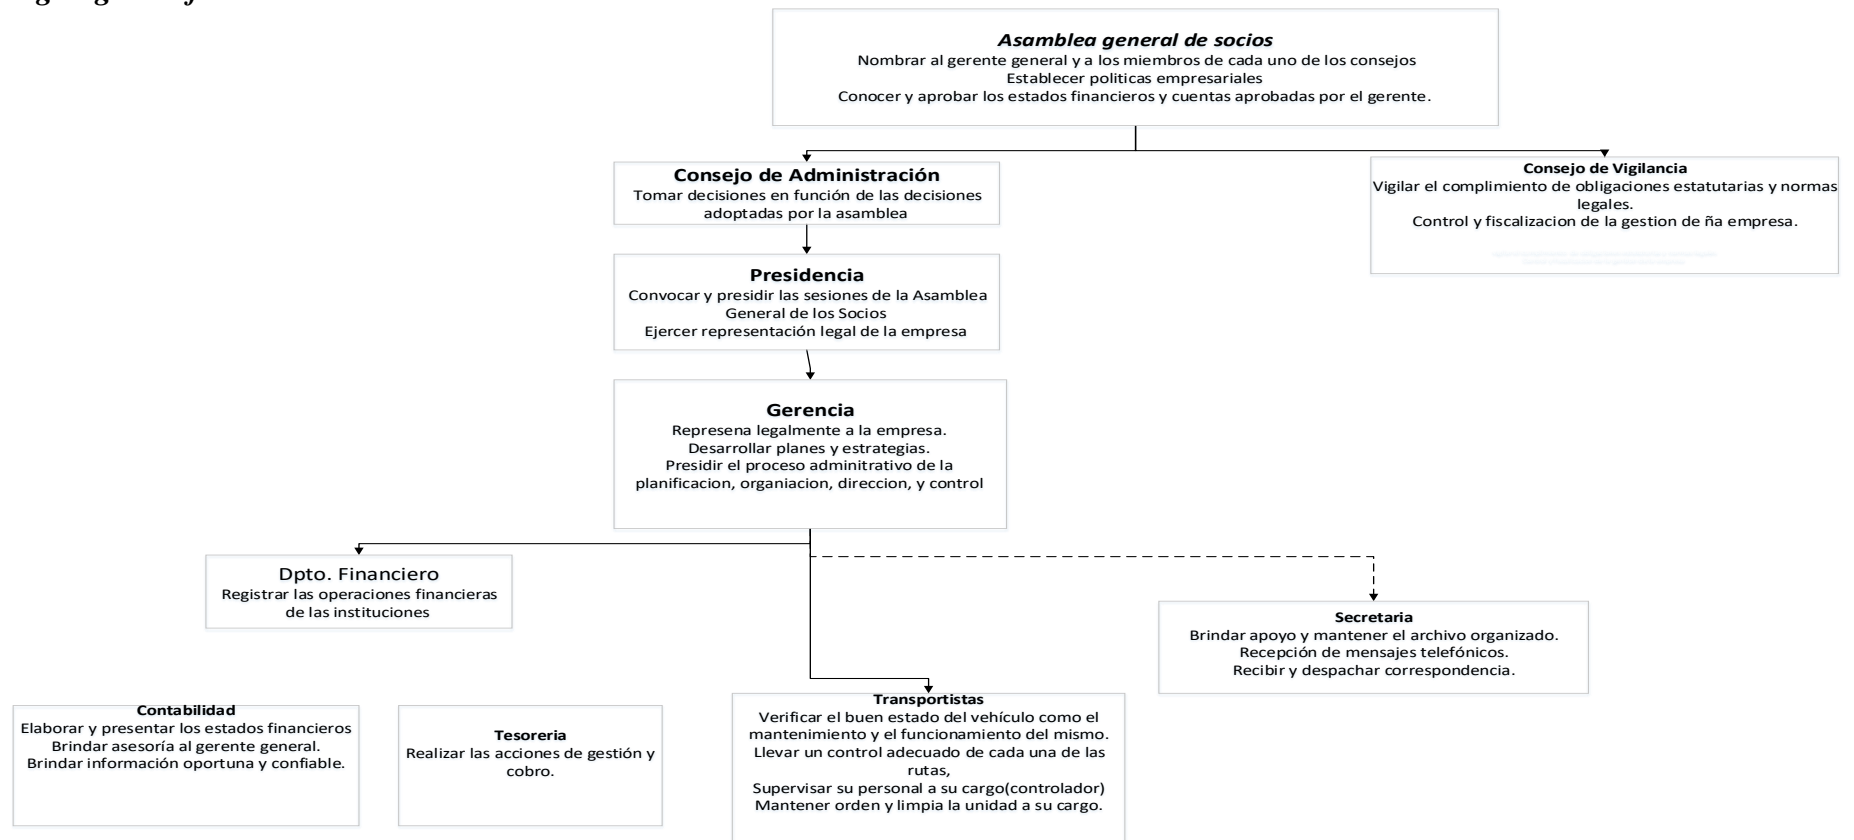 Asamblea general de socios
Nombrar al gerente general y a los miembros de cada uno de los consejos
Establecer politicas empresariales
Conocer y aprobar los estados financieros y cuentas aprobadas por el gerente.
Consejo de Administración
Tomar decisiones en función de las decisiones
adoptadas por la asamblea
Consejo de Vigilancia
Vigilar el complimiento de obligaciones estatutarias y normas
legales.
Control y fiscalizacion de la gestion de ña empresa.
Presidencia
Convocar y presidir las sesiones de la Asamblea
General de los Socios
Ejercer representación legal de la empresa
Gerencia
Represena legalmente a la empresa.
Desarrollar planes y estrategias.
Presidir el proceso adminitrativo de la
planificacion, organiacion, direccion, y control
Dpto. Financiero
Registrar las operaciones financieras
de las instituciones
Secretaria
Brindar apoyo y mantener el archivo organizado.
Recepción de mensajes telefónicos.
Recibir y despachar correspondencia.
Contabilidad
Elaborar y presentar los estados financieros
Brindar asesoría al gerente general.
Brindar información oportuna y confiable.
Tesoreria
Realizar las acciones de gestión y
cobro.
Transportistas
Verificar el buen estado del vehículo como el
mantenimiento y el funcionamiento del mismo.
Llevar un control adecuado de cada una de las
rutas,
Supervisar su personal a su cargo(controlador)
Mantener orden y limpia la unidad a su cargo.